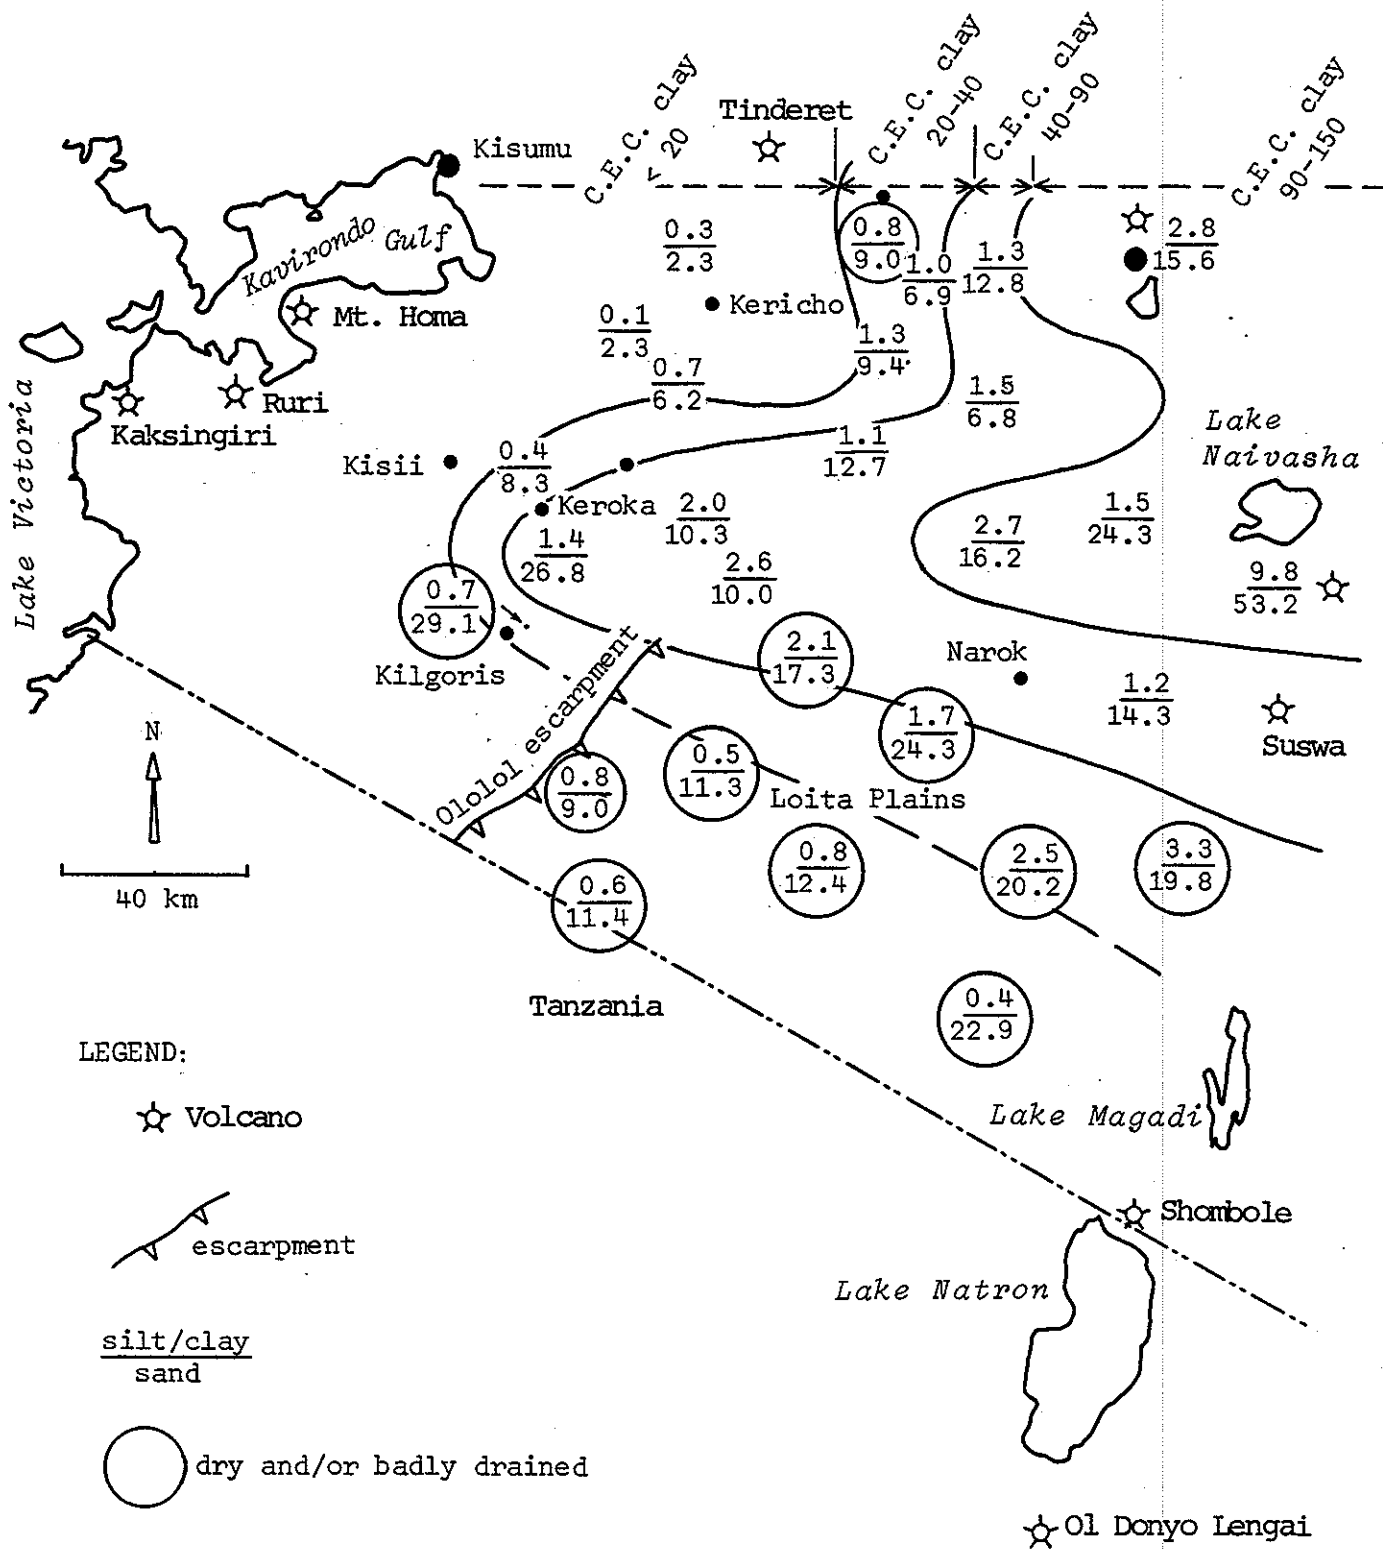 C.E.C. clay
< 20
C.E.C. clay
20-40
C.E.C. clay
40-90
C.E.C. clay
90-150
Tinderet
Kisumu
Kavirondo
Gulf
0.3
2.3
0.8
9.0
1.0
6.9
1.3
12.8
2.8
15.6
Mt. Homa
Kericho
0.1
2.3
1.3
9.4
0.7
6.2
1.5
6.8
Ruri
Kaksingiri
Lake Victoria
Kisii
0.4
8.3
1.1
12.7
Lake
Naivasha
Keroka
2.0
10.3
1.5
24.3
1.4
26.8
2.7
16.2
2.6
10.0
9.8
53.2
0.7
29.1
Kilgoris
2.1
17.3
Narok
1.2
14.3
Suswa
Ololol escarpment
1.7
24.3
0.5
11.3
0.8
9.0
Loita Plains
N
40 km
0.8
12.4
2.5
20.2
3.3
19.8
0.6
11.4
Tanzania
0.4
22.9
LEGEND:
Volcano
Lake Magadi
escarpment
Shombole
Lake Natron
silt/clay
sand
dry and/or badly drained
Ol Donyo Lengai